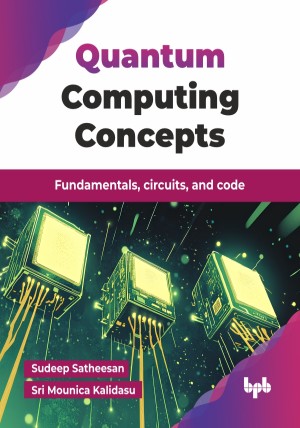 Quantum
Computing
Concepts
Fundamentals, circuits, and code
Sudeep Satheesan
Sri Mounica Kalidasu
bpb